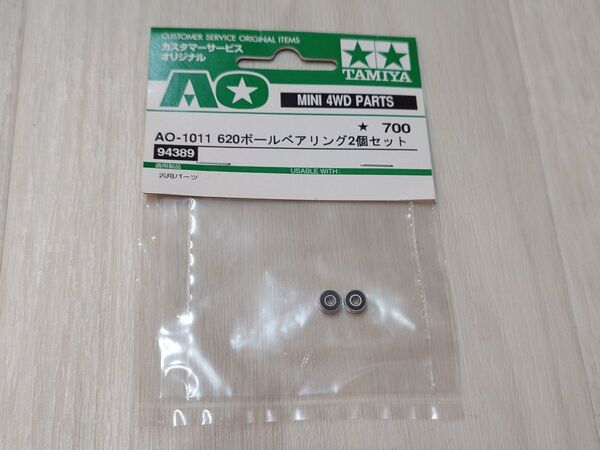 CUSTOMER SERVICE ORIGINAL ITEMS
カスタマーサービス
オリジナル
AO
TAMIYA
MINI 4WD PARTS
★ 700
AO-1011 620ボールベアリング2個セット
94389
適用製品
USABLE WITH:
汎用パーツ